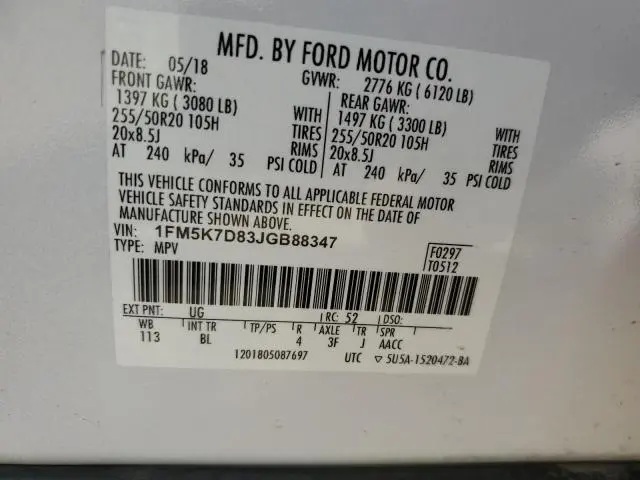 MFD. BY FORD MOTOR CO.
DATE: 05/18 GVWR: 2776 KG ( 6120 LB)
FRONT GAWR: REAR GAWR:
1397 KG ( 3080 LB) WITH 1497 KG ( 3300 LB) WITH
255/50R20 105H TIRES 255/50R20 105H TIRES
20x8.5J RIMS 20x8.5J RIMS
AT 240 kPa/ 35 PSI COLD AT 240 kPa/ 35 PSI COLD
THIS VEHICLE CONFORMS TO ALL APPLICABLE FEDERAL MOTOR
VEHICLE SAFETY STANDARDS IN EFFECT ON THE DATE OF
MANUFACTURE SHOWN ABOVE.
VIN: 1FM5K7D83JGB88347
TYPE: MPV
F0297
T0512
EXT PNT: UG RC: 52 DSO:
WB INT TR TP/PS R AXLE TR SPR
113 BL 4 3F J AACC
1201805087697 UTC ▽ 5U5A-1520472-BA